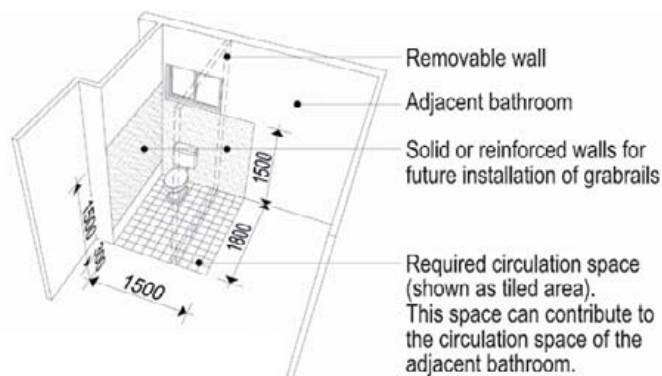 Removable wall
Adjacent bathroom
Solid or reinforced walls for
future installation of grabrails
1500
1800
1500
1500
Required circulation space
(shown as tiled area).
This space can contribute to
the circulation space of the
adjacent bathroom.